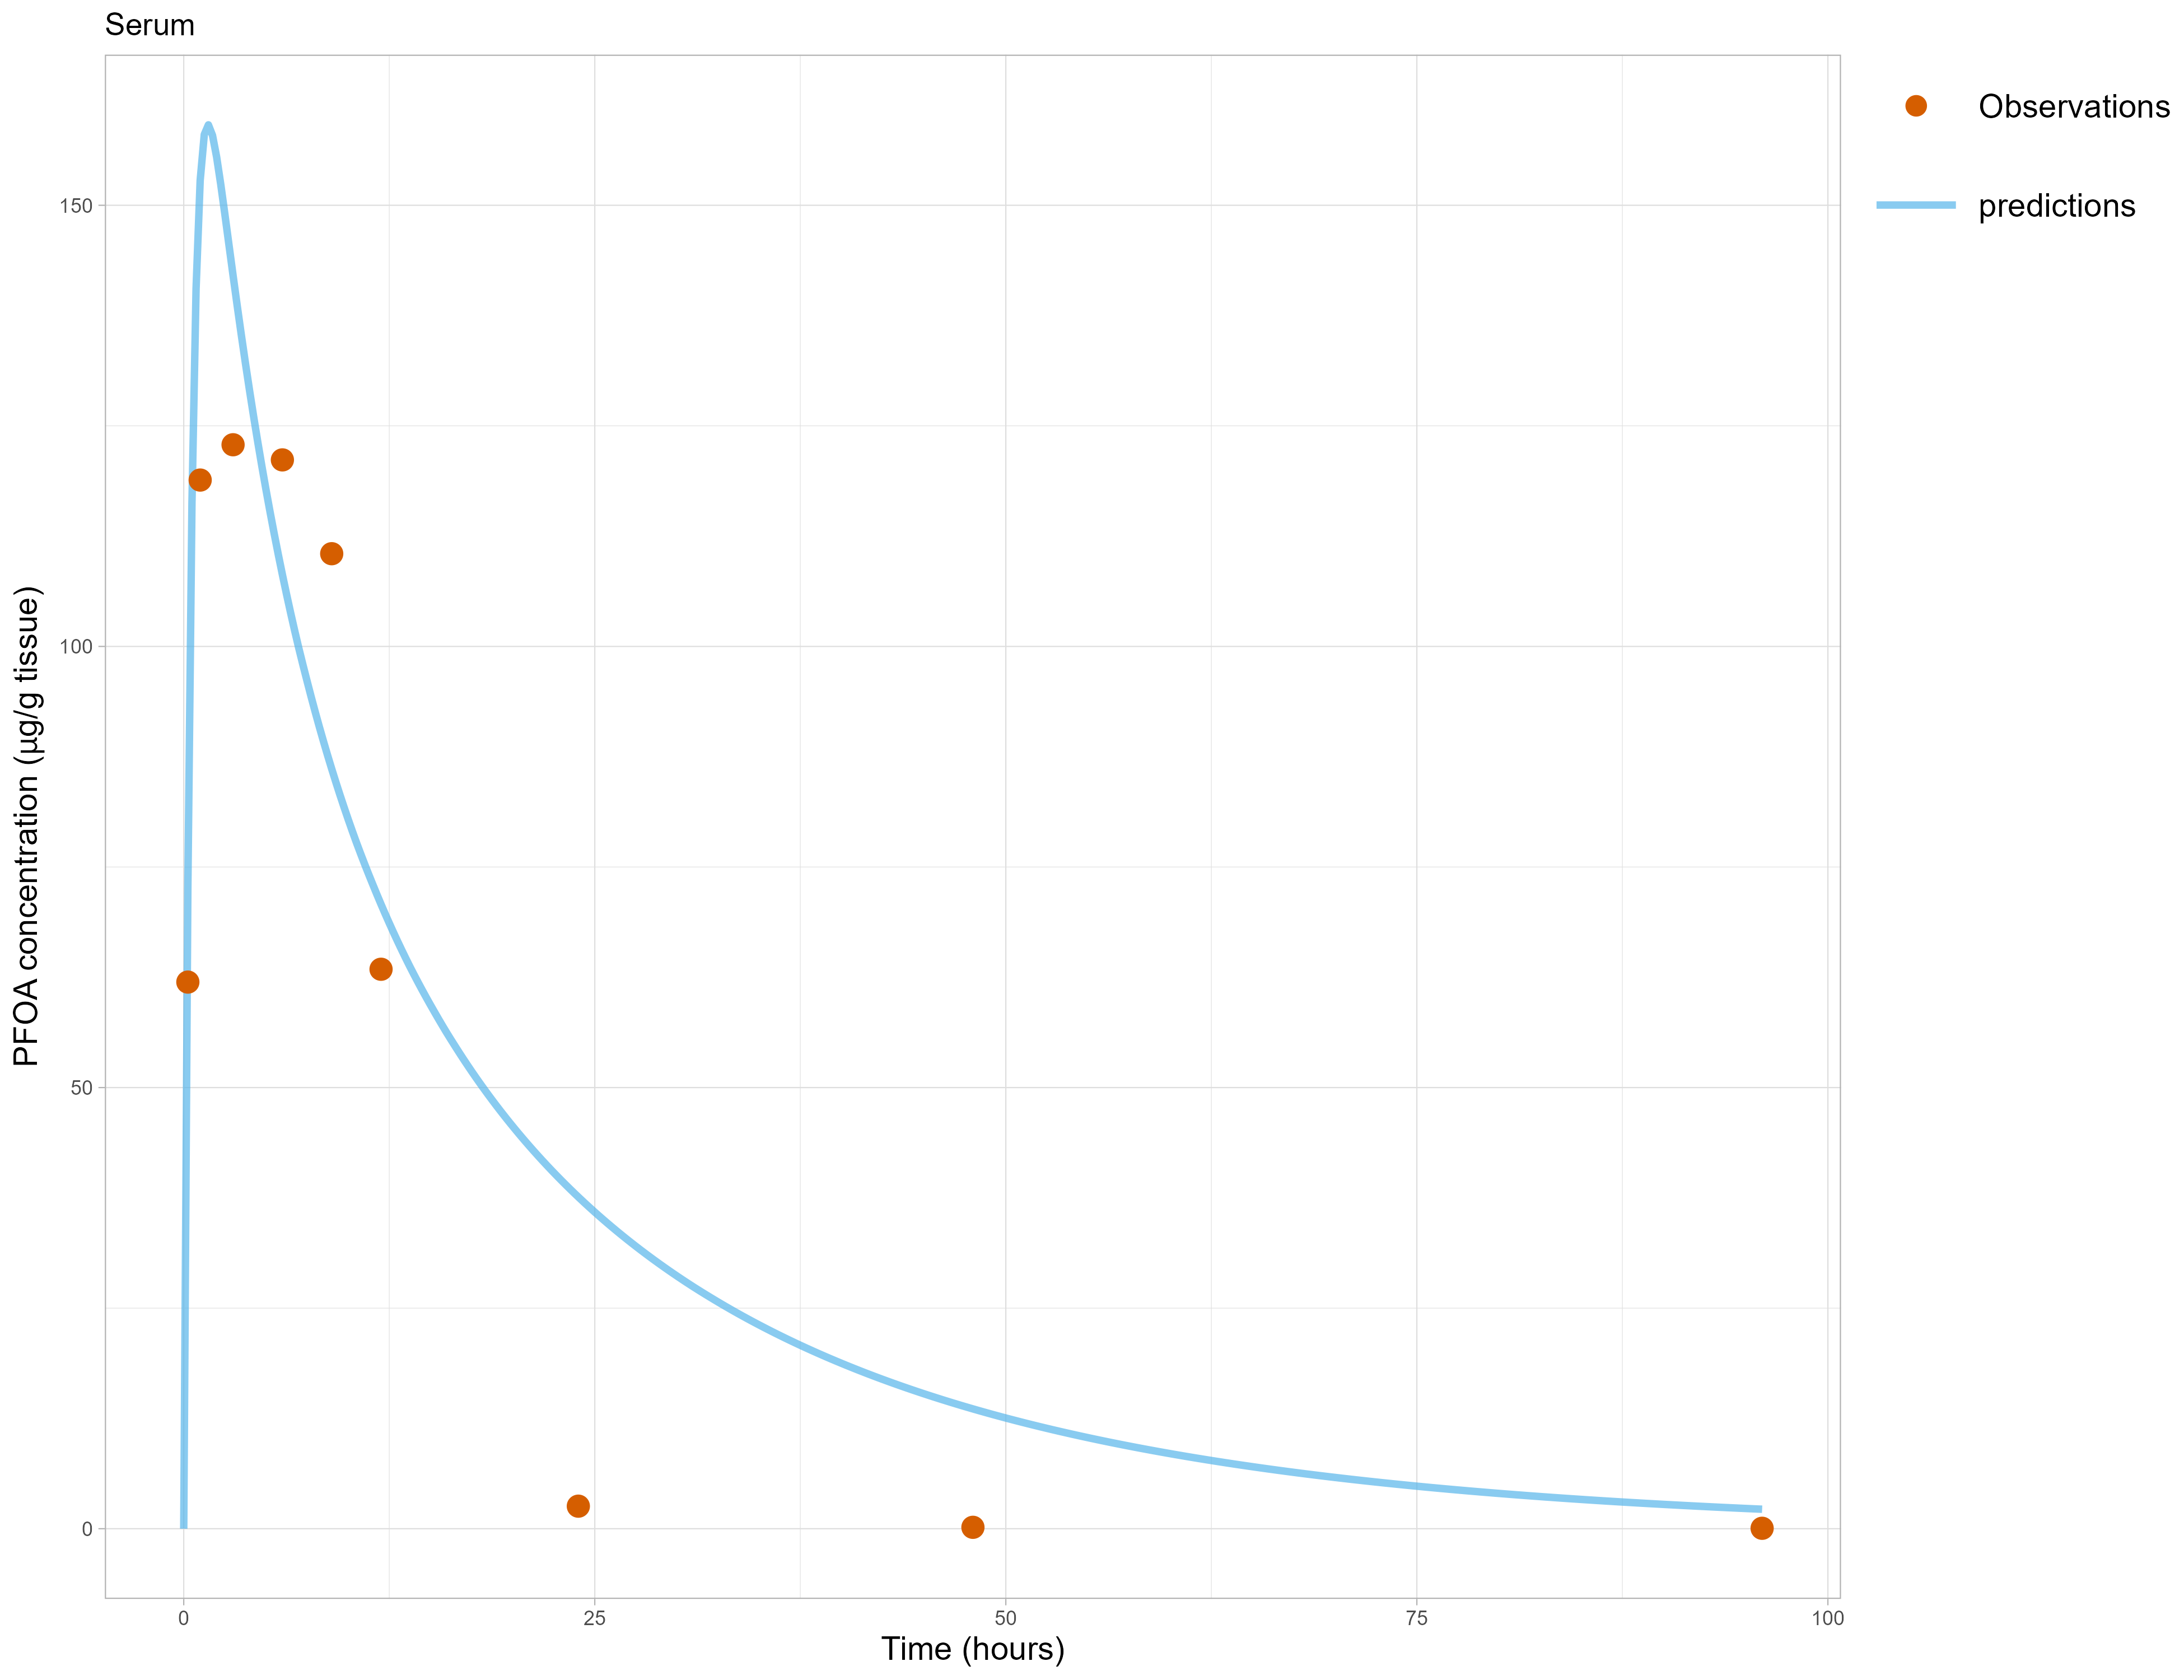 Serum
Observations
predictions
PFOA concentration (µg/g tissue)
150
100
50
0
0 25 50 75 100
Time (hours)